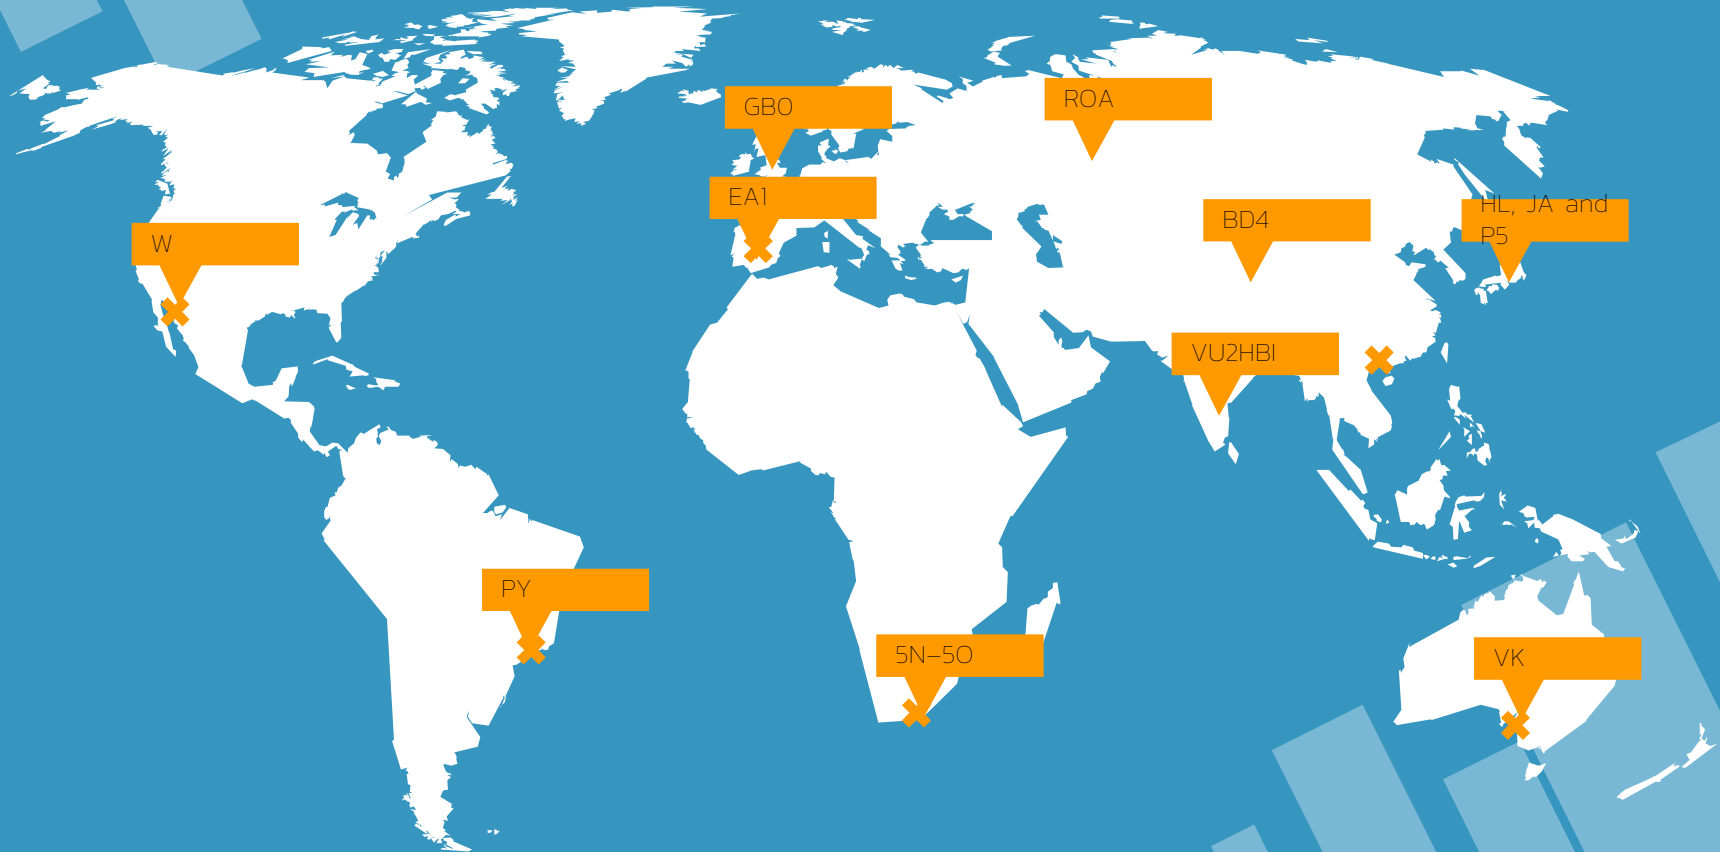 ROA
GB0
EA1
BD4
HL, JA and
P5
W
VU2HBI
PY
5N–5O
VK